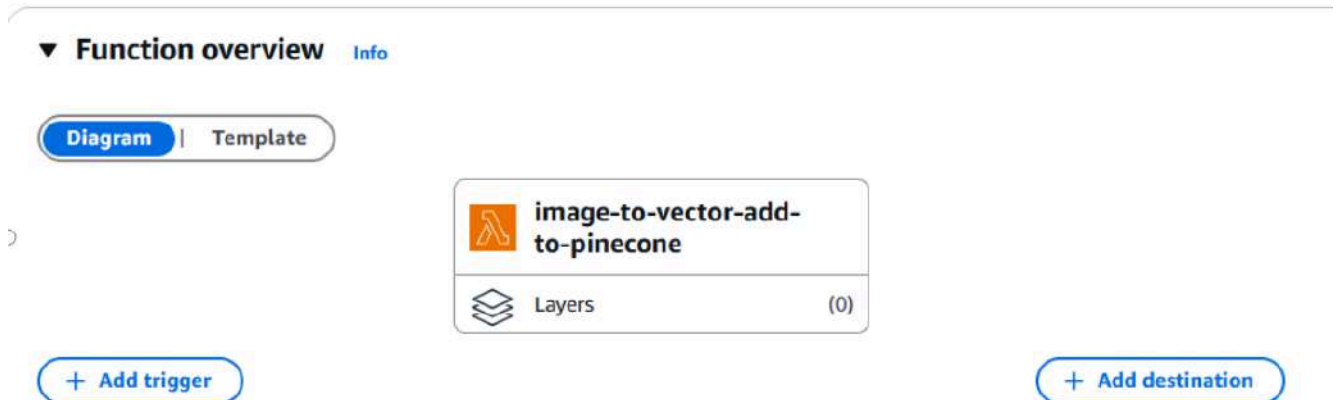 Function overview Info
Diagram | Template
image-to-vector-add-
to-pinecone
Layers (0)
+ Add trigger + Add destination